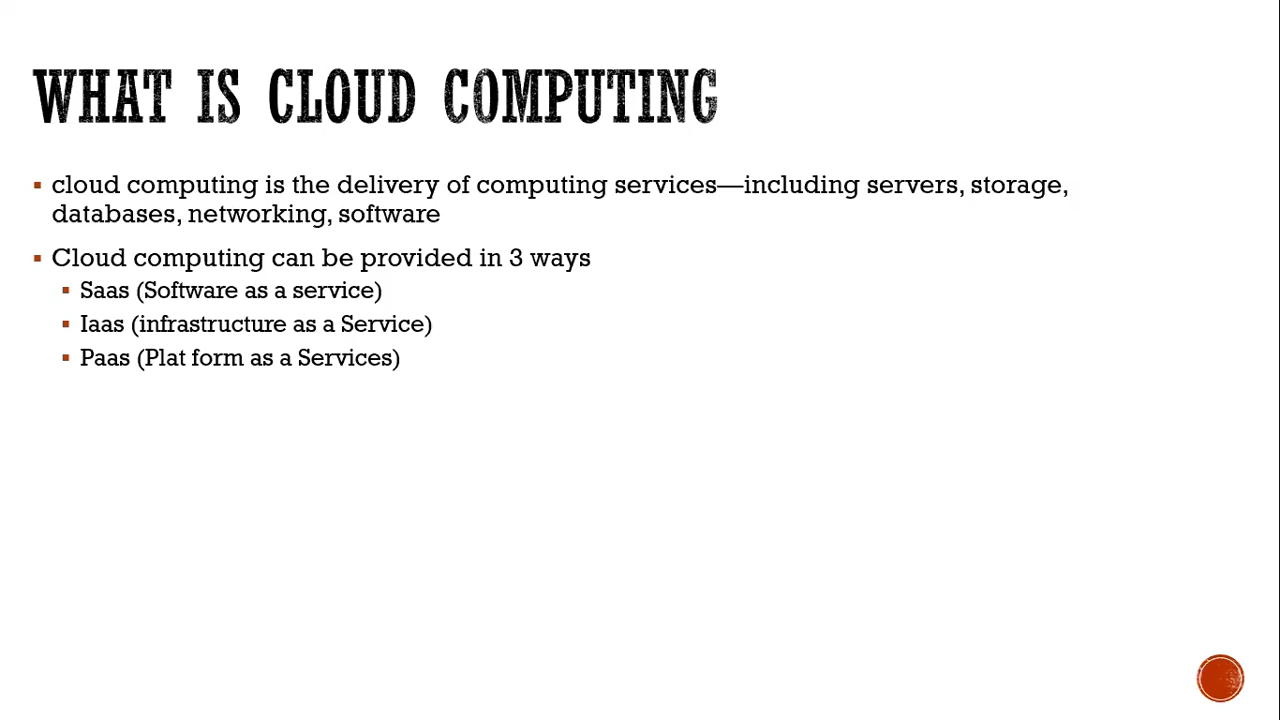 WHAT IS CLOUD COMPUTING
cloud computing is the delivery of computing services—including servers, storage,
databases, networking, software
Cloud computing can be provided in 3 ways
Saas (Software as a service)
Iaas (infrastructure as a Service)
Paas (Plat form as a Services)